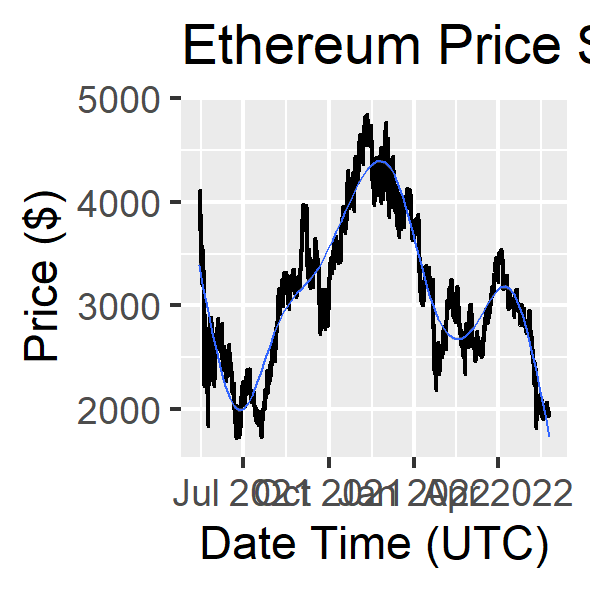 Ethereum Price
Price ($)
5000
4000
3000
2000
Jul 2021 Oct 2021 Jan 2022 Apr 2022
Date Time (UTC)